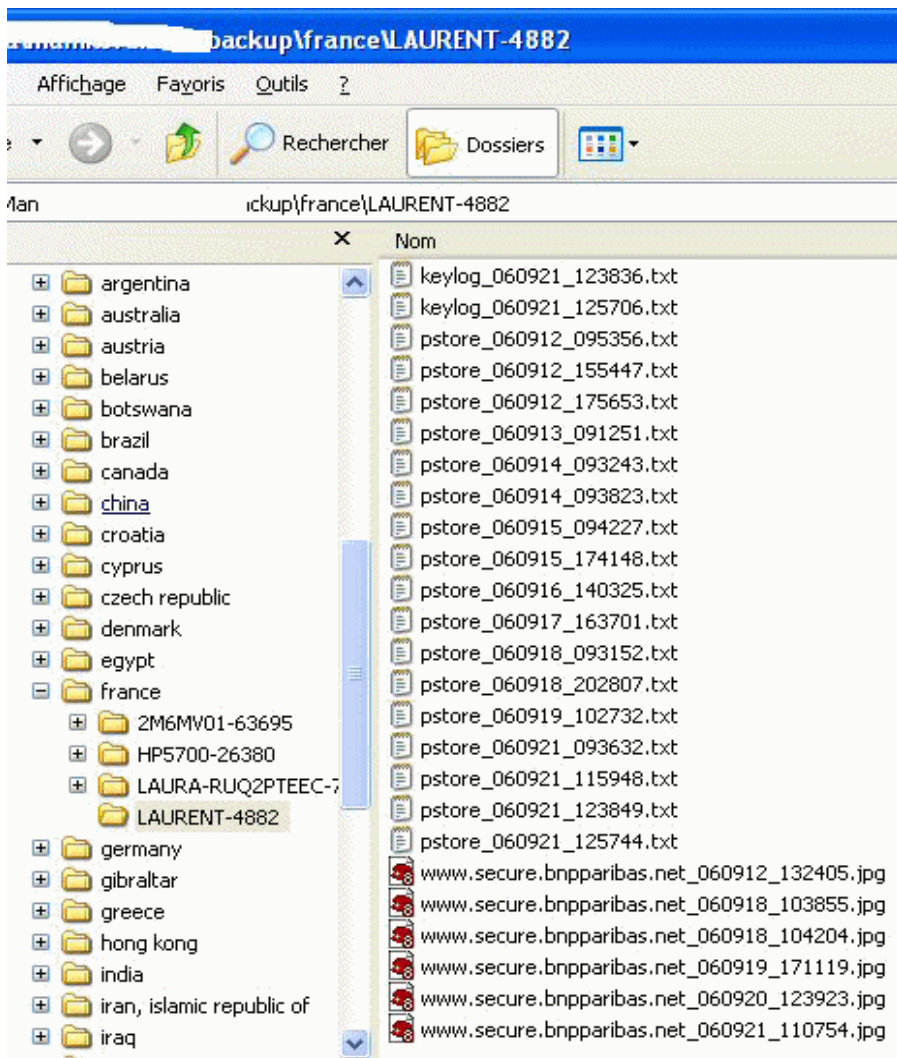 backup\france\LAURENT-4882
Affichage Favoris Outils ?
Rechercher Dossiers
Man ickup\france\LAURENT-4882
Nom
argentina
australia
austria
belarus
botswana
brazil
canada
china
croatia
cyprus
czech republic
denmark
egypt
france
2M6MV01-63695
HP5700-26380
LAURA-RUQ2PTEEC-7
LAURENT-4882
germany
gibraltar
greece
hong kong
india
iran, islamic republic of
iraq
keylog_060921_123836.txt
keylog_060921_125706.txt
pstore_060912_095356.txt
pstore_060912_155447.txt
pstore_060912_175653.txt
pstore_060913_091251.txt
pstore_060914_093243.txt
pstore_060914_093823.txt
pstore_060915_094227.txt
pstore_060915_174148.txt
pstore_060916_140325.txt
pstore_060917_163701.txt
pstore_060918_093152.txt
pstore_060918_202807.txt
pstore_060919_102732.txt
pstore_060921_093632.txt
pstore_060921_115948.txt
pstore_060921_123849.txt
pstore_060921_125744.txt
www.secure.bnpparibas.net_060912_132405.jpg
www.secure.bnpparibas.net_060918_103855.jpg
www.secure.bnpparibas.net_060918_104204.jpg
www.secure.bnpparibas.net_060919_171119.jpg
www.secure.bnpparibas.net_060920_123923.jpg
www.secure.bnpparibas.net_060921_110754.jpg